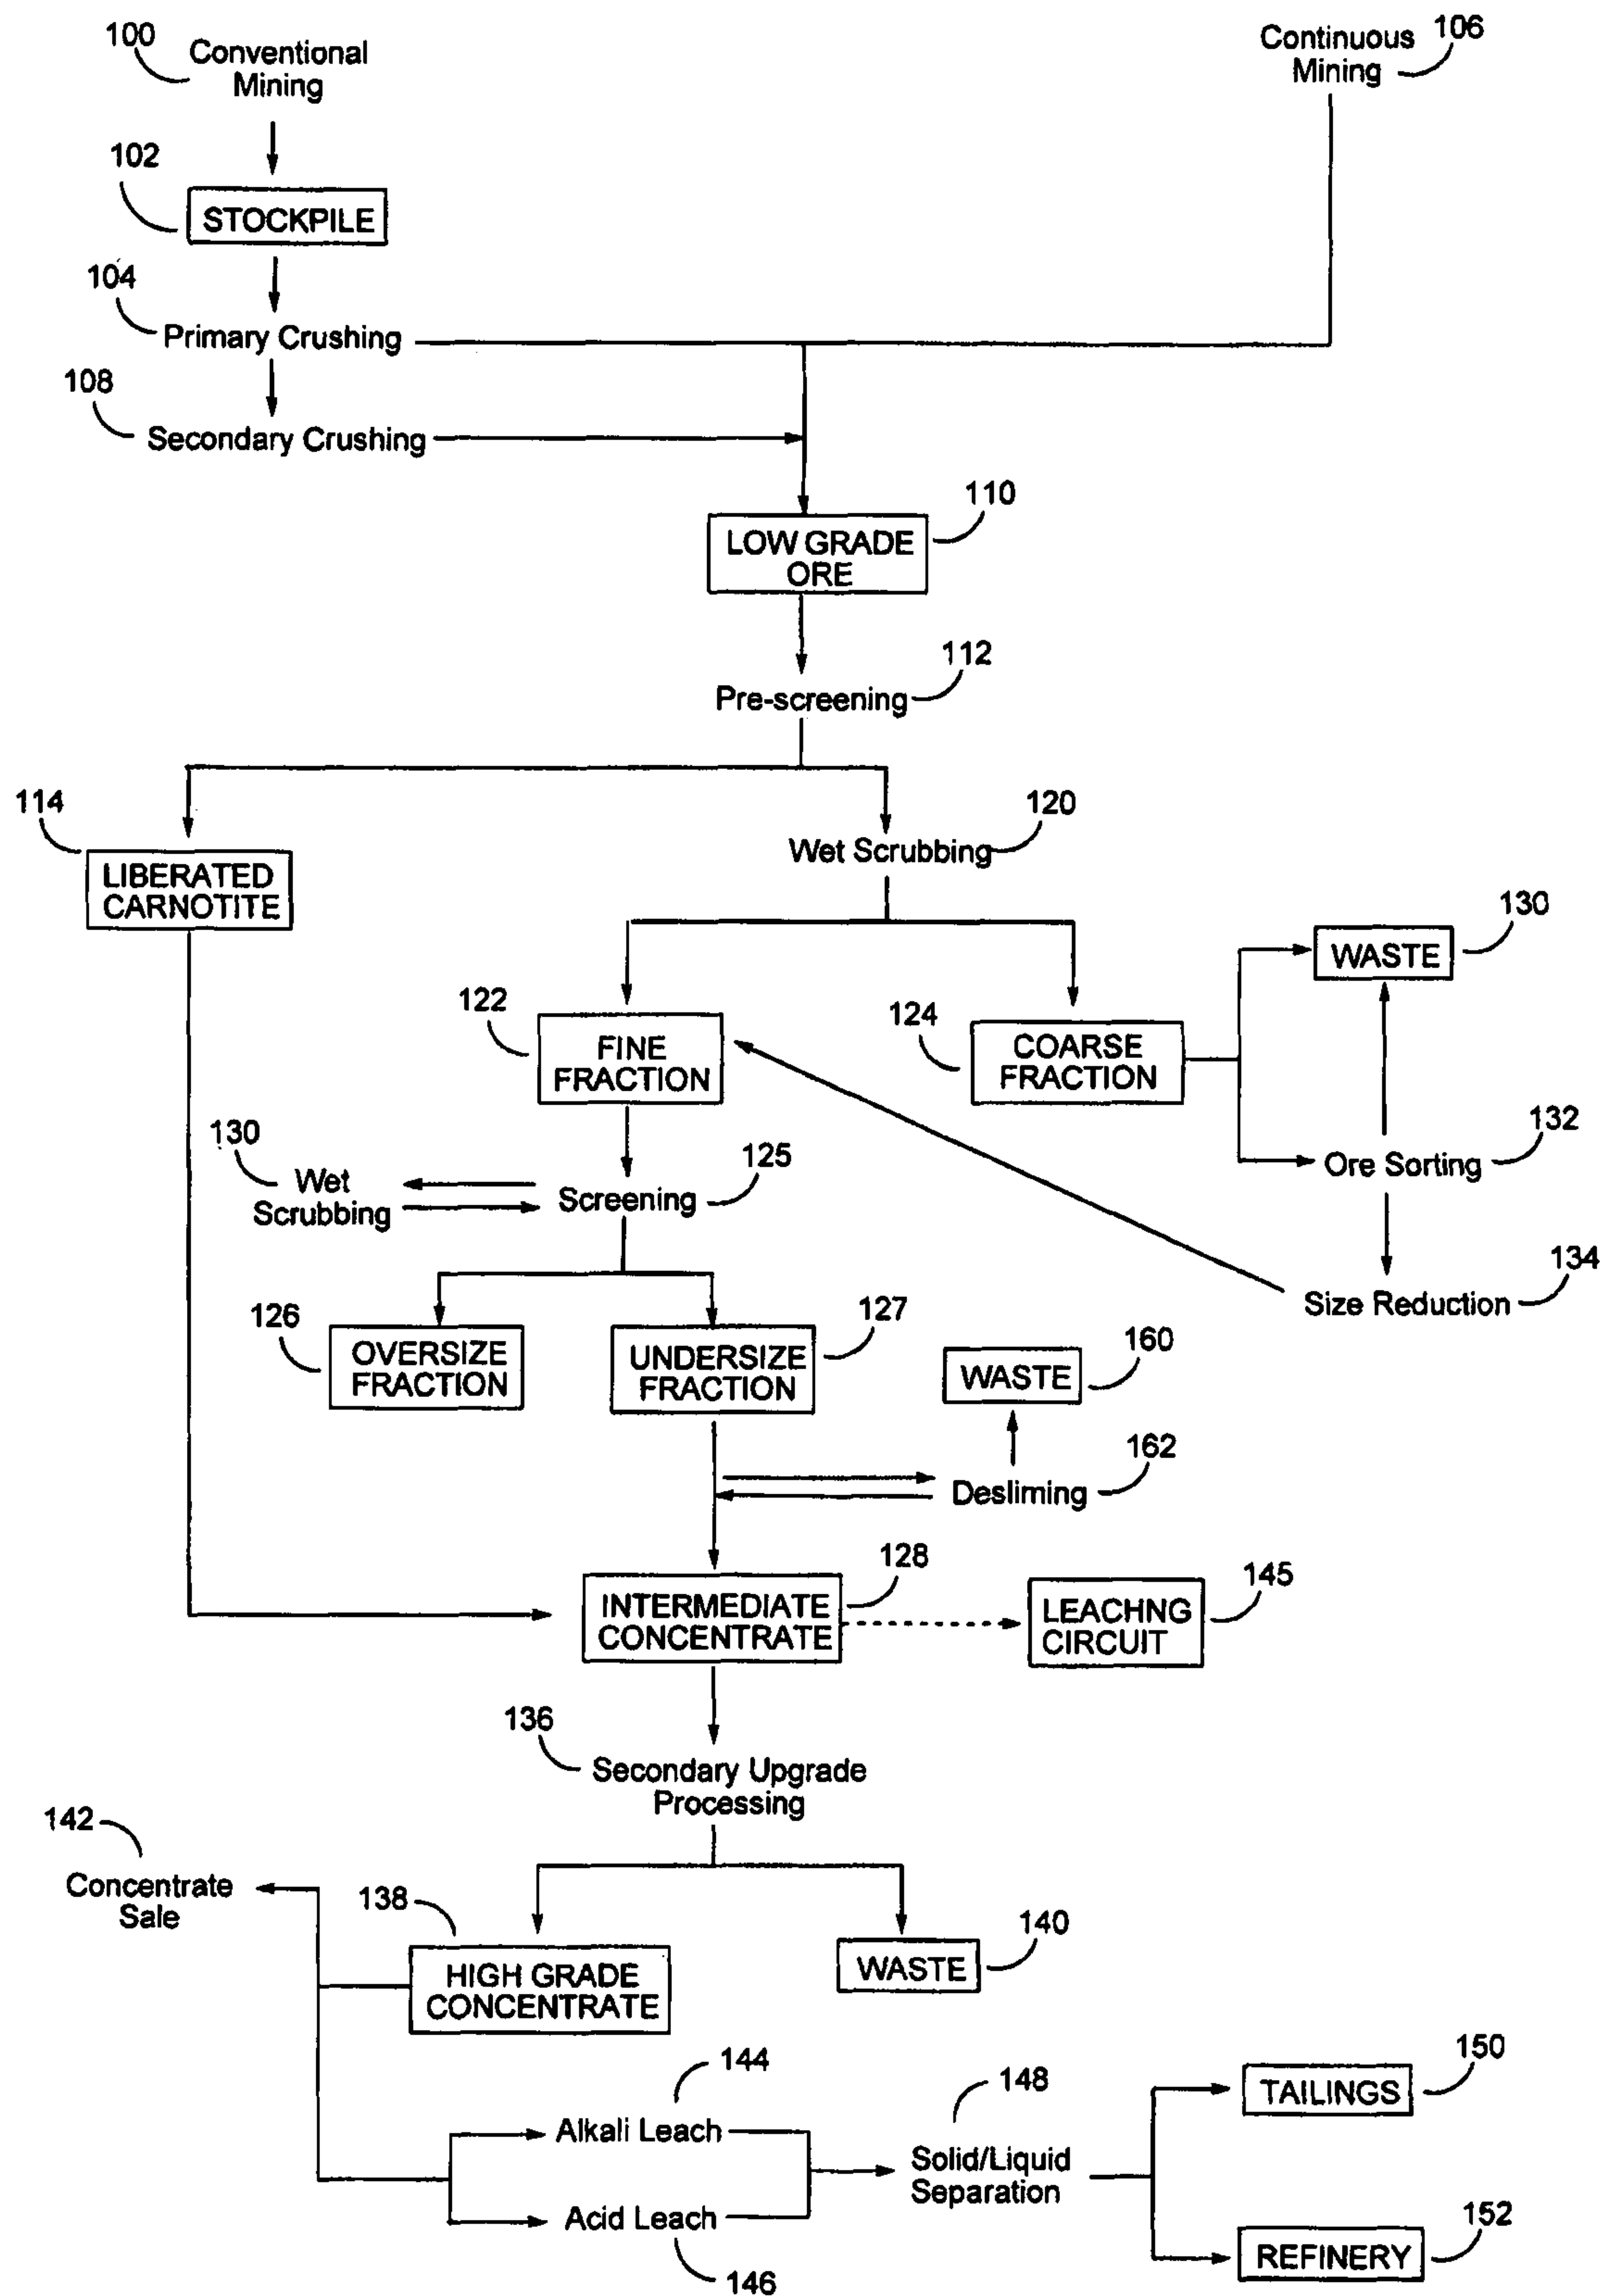 100
Conventional
Mining
Continuous
Mining
106
102
STOCKPILE
104
Primary Crushing
108
Secondary Crushing
110
LOW GRADE
ORE
112
Pre-screening
114
LIBERATED
CARNOTITE
120
Wet Scrubbing
130
WASTE
122
FINE
FRACTION
124
COARSE
FRACTION
130
Wet
Scrubbing
125
Screening
132
Ore Sorting
134
Size Reduction
126
OVERSIZE
FRACTION
127
UNDERSIZE
FRACTION
160
WASTE
162
Desliming
128
INTERMEDIATE
CONCENTRATE
145
LEACHNG
CIRCUIT
136
Secondary Upgrade
Processing
142
Concentrate
Sale
138
HIGH GRADE
CONCENTRATE
140
WASTE
144
Alkali Leach
148
Solid/Liquid
Separation
150
TAILINGS
Acid Leach
146
152
REFINERY